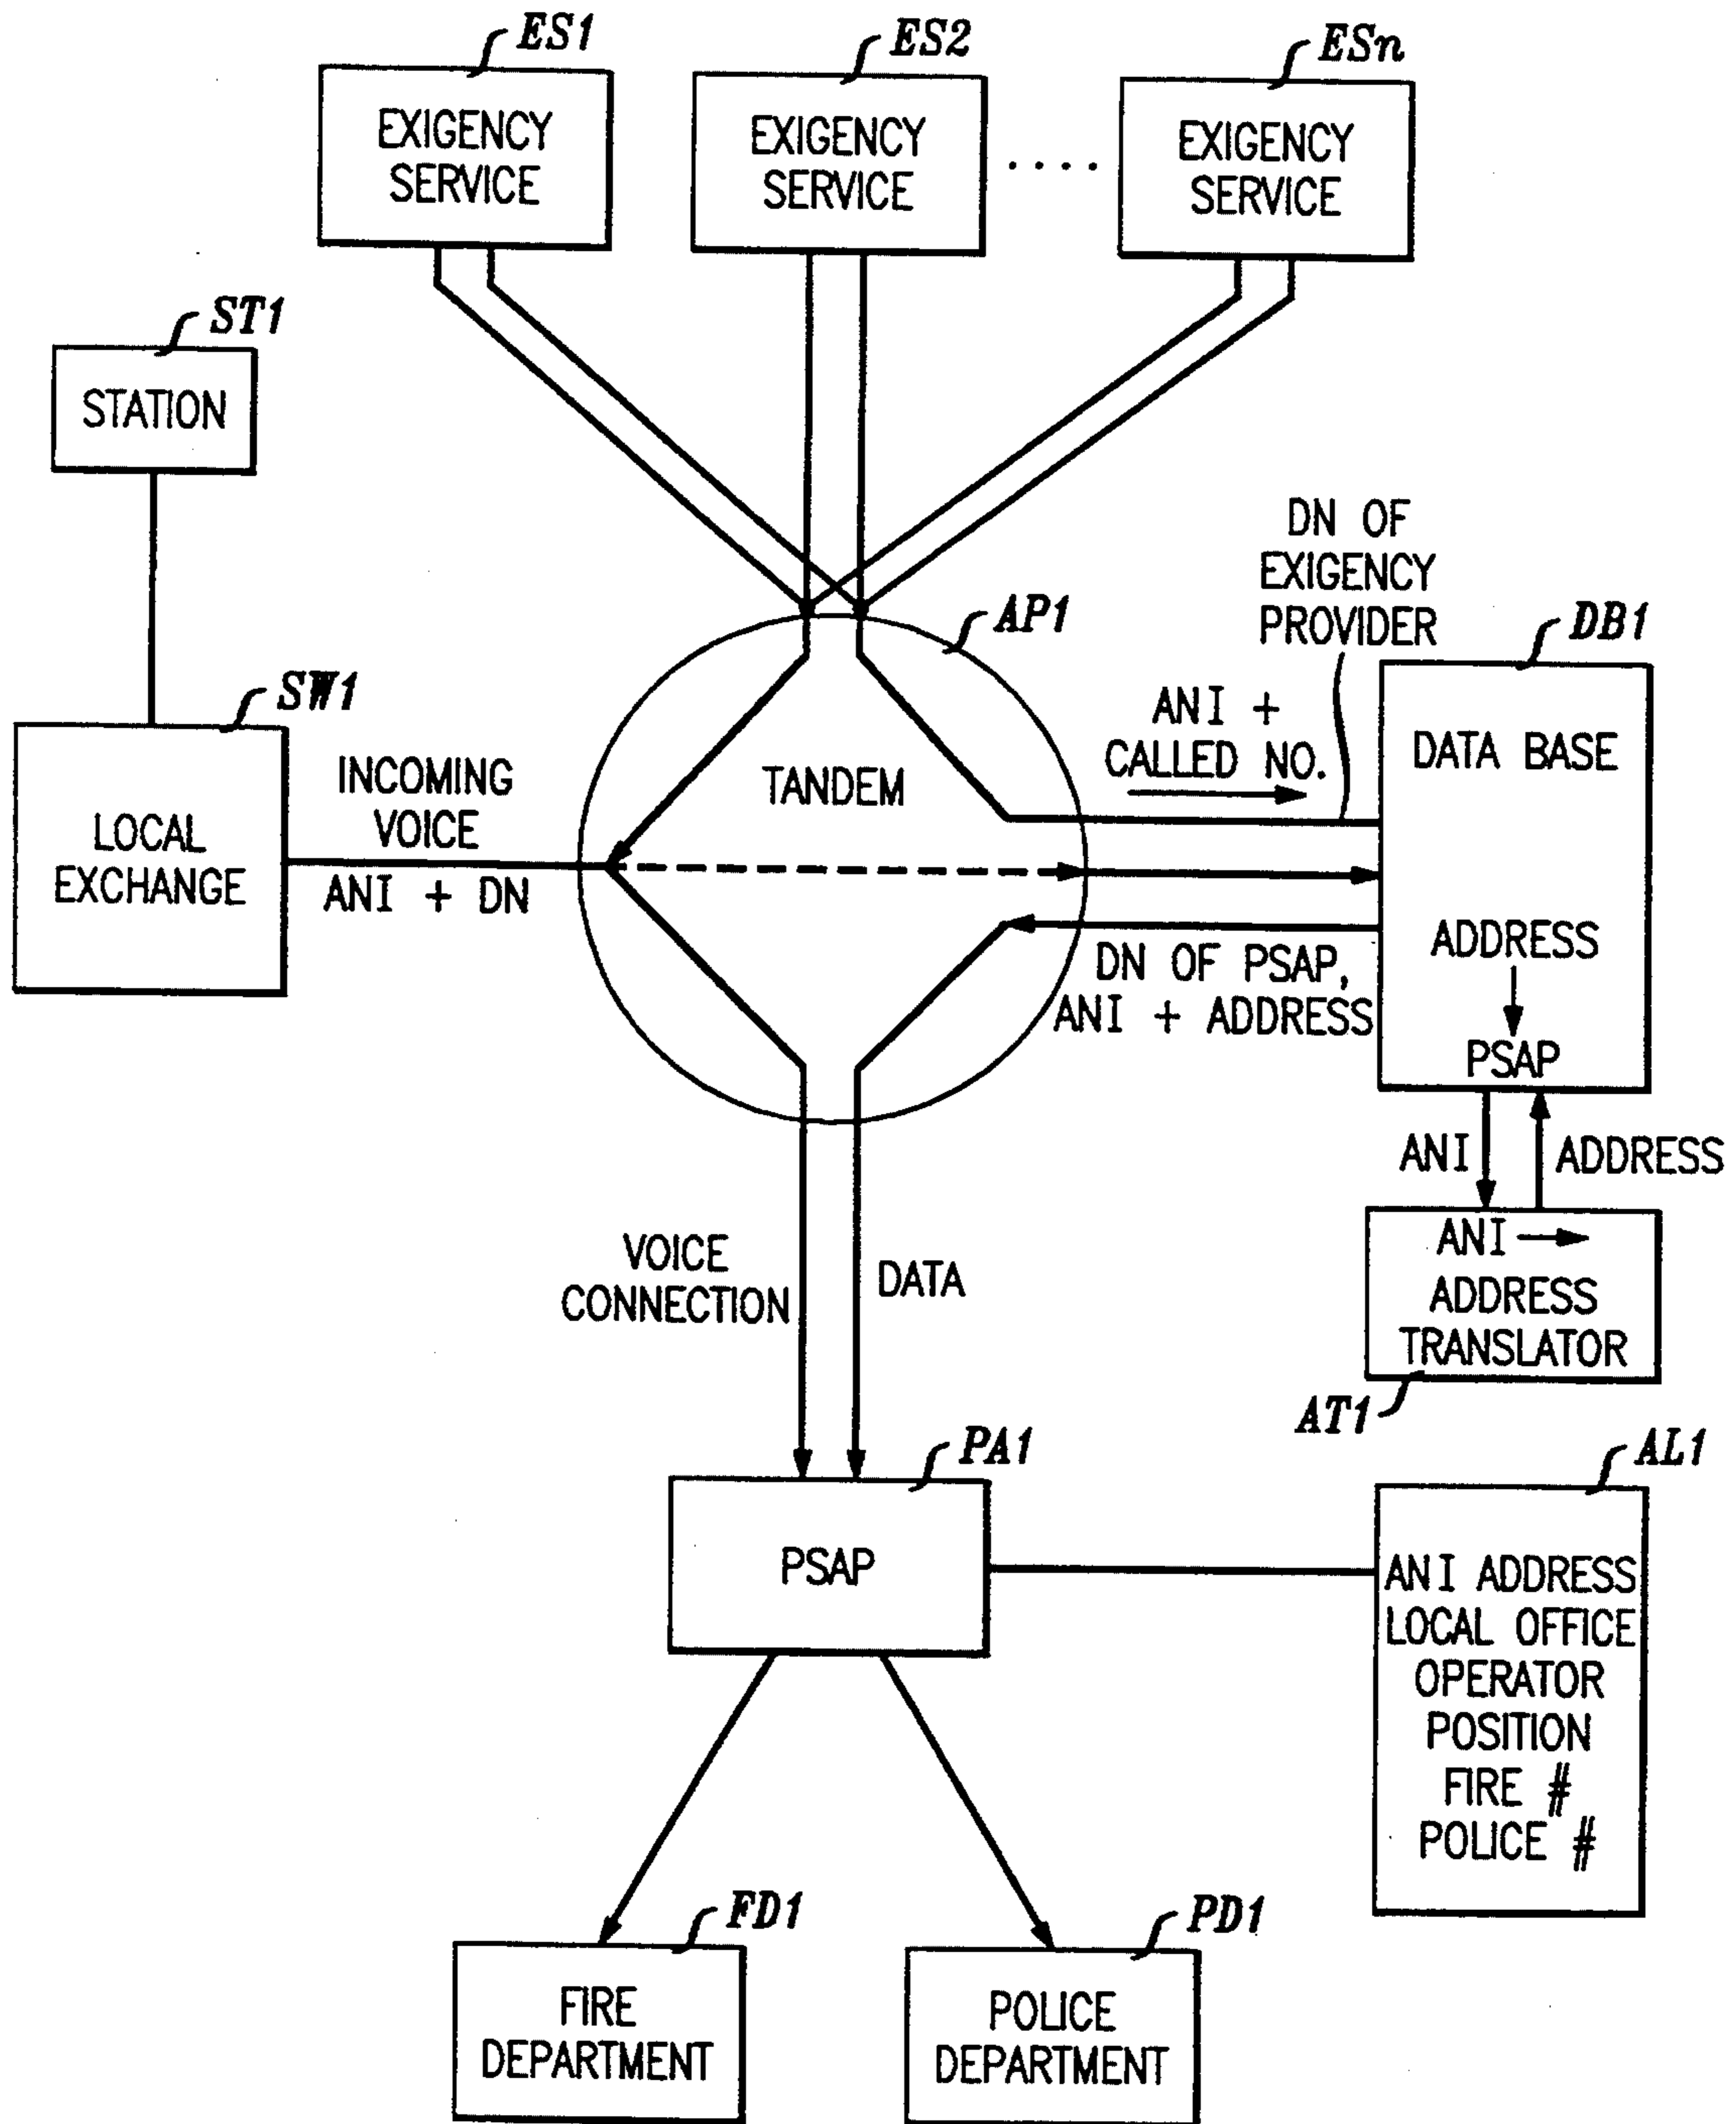 ES1
ES2
ESn
EXIGENCY
SERVICE
EXIGENCY
SERVICE
....
EXIGENCY
SERVICE
ST1
STATION
DN OF
EXIGENCY
PROVIDER
AP1
DB1
SW1
ANI +
CALLED NO.
DATA BASE
INCOMING
VOICE
TANDEM
LOCAL
EXCHANGE
ANI + DN
ADDRESS
DN OF PSAP,
ANI + ADDRESS
PSAP
ANI
ADDRESS
ANI
ADDRESS
TRANSLATOR
VOICE
CONNECTION
DATA
AT1
PA1
AL1
PSAP
ANI ADDRESS
LOCAL OFFICE
OPERATOR
POSITION
FIRE #
POLICE #
FD1
PD1
FIRE
DEPARTMENT
POLICE
DEPARTMENT